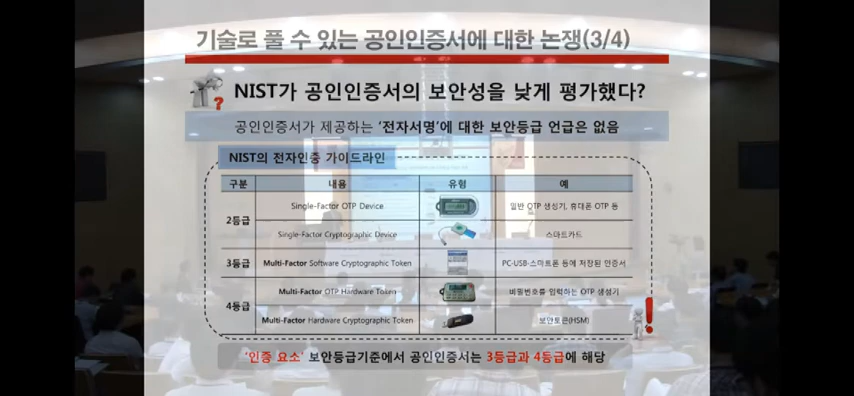 기술로 풀 수 있는 공인인증서에 대한 논쟁(3/4)
NIST가 공인인증서의 보안성을 낮게 평가했다?
공인인증서가 제공하는 '전자서명'에 대한 보안등급 언급은 없음
NIST의 전자인증 가이드라인
구분 내용 유형 예
2등급 Single-Factor OTP Device 일반 OTP 생성기, 휴대폰 OTP 등
Single-Factor Cryptographic Device 스마트카드
3등급 Multi-Factor Software Cryptographic Token PC·USB·스마트폰 등에 저장된 인증서
4등급 Multi-Factor OTP Hardware Token 비밀번호를 입력하는 OTP 생성기
Multi-Factor Hardware Cryptographic Token 보안토큰(HSM)
'인증 요소' 보안등급기준에서 공인인증서는 3등급과 4등급에 해당